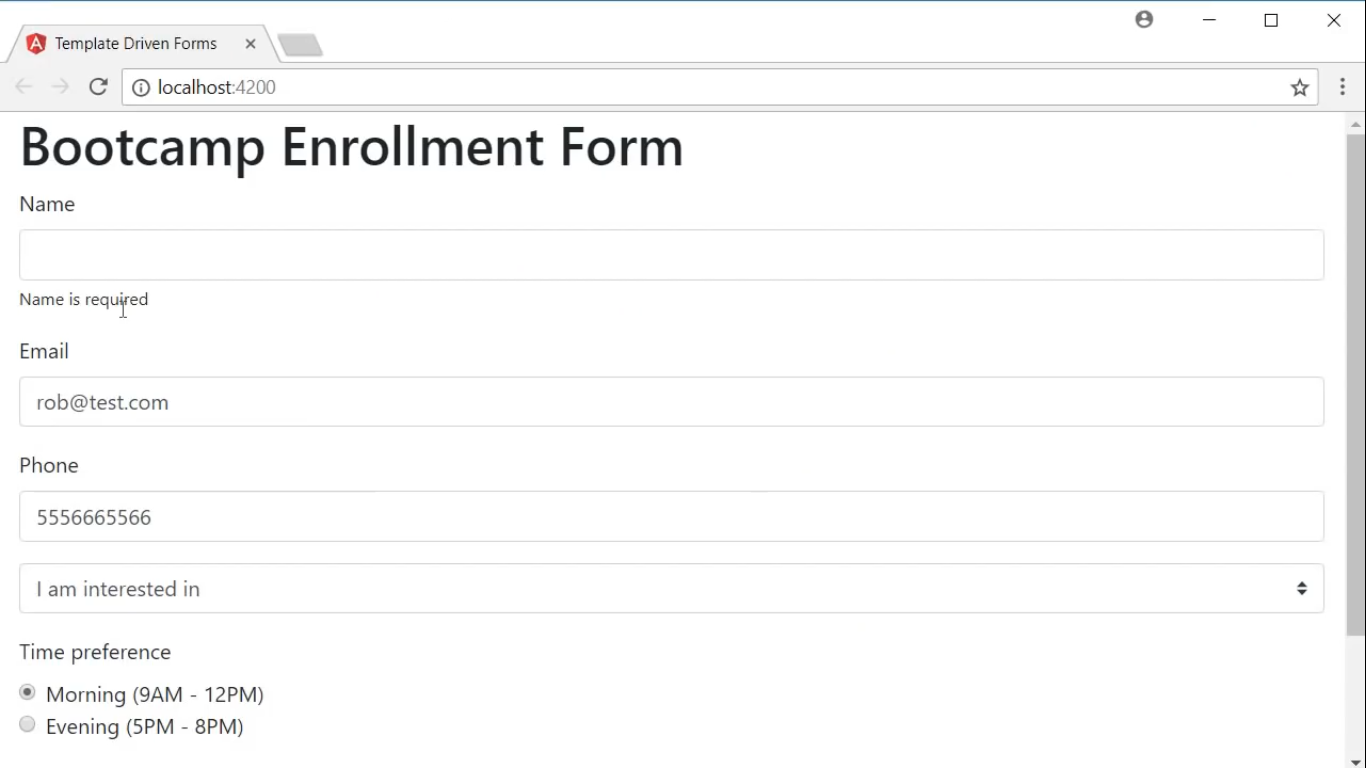 Template Driven Forms
localhost:4200
Bootcamp Enrollment Form
Name
Name is required
Email
rob@test.com
Phone
5556665566
I am interested in
Time preference
Morning (9AM - 12PM)
Evening (5PM - 8PM)